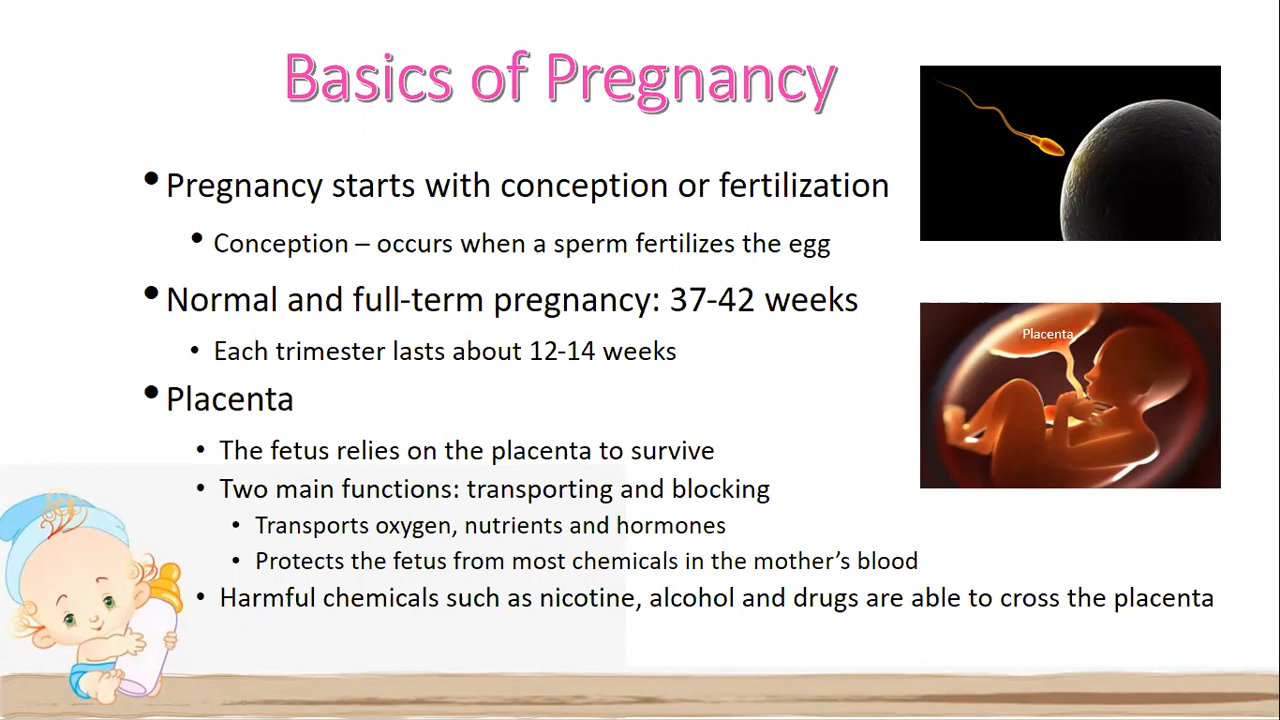 Basics of Pregnancy
• Pregnancy starts with conception or fertilization
• Conception – occurs when a sperm fertilizes the egg
• Normal and full-term pregnancy: 37-42 weeks
• Each trimester lasts about 12-14 weeks
Placenta
• Placenta
• The fetus relies on the placenta to survive
• Two main functions: transporting and blocking
• Transports oxygen, nutrients and hormones
• Protects the fetus from most chemicals in the mother’s blood
• Harmful chemicals such as nicotine, alcohol and drugs are able to cross the placenta